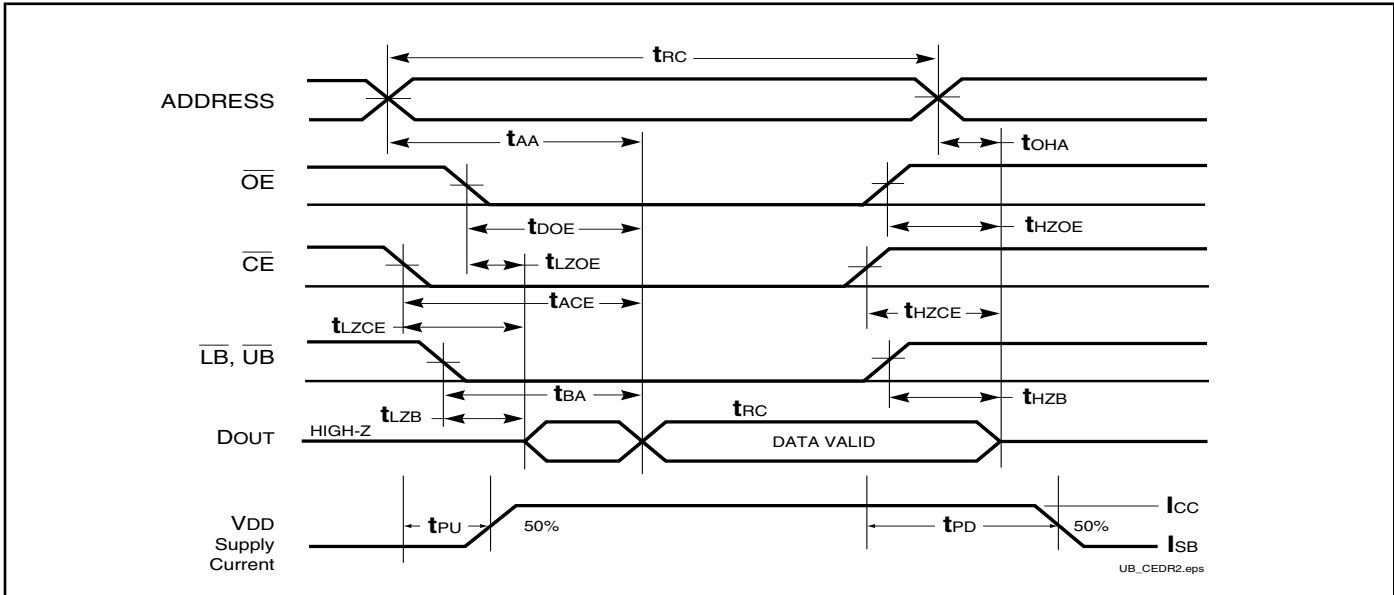 tRC
ADDRESS
tAA
tOHA
OE
tDOE
tHZOE
CE
tLZOE
tACE
tHZCE
tLZCE
LB, UB
tBA
tHZB
tLZB
tRC
DOUT
HIGH-Z
DATA VALID
ICC
VDD
tPU
50%
tPD
50%
Supply
ISB
Current
UB_CEDR2.eps